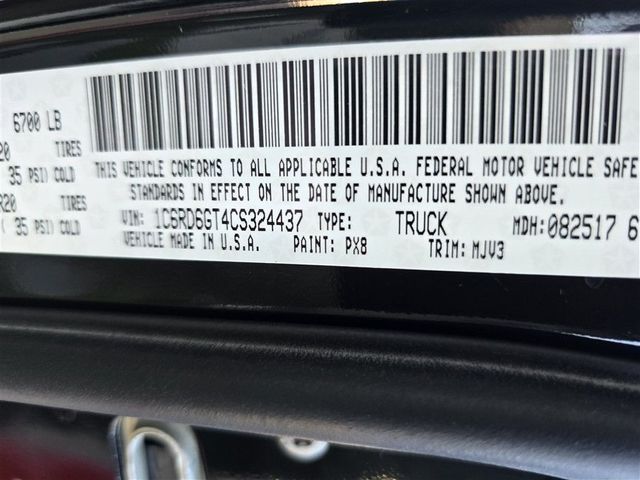 6700 LB
20 TIRES
35 PSI) COLD
R20 TIRES
( 35 PSI) COLD
THIS VEHICLE CONFORMS TO ALL APPLICABLE U.S.A. FEDERAL MOTOR VEHICLE SAFE
STANDARDS IN EFFECT ON THE DATE OF MANUFACTURE SHOWN ABOVE.
VIN: 1C6RD6GT4CS324437 TYPE: TRUCK MDH: 082517 6
VEHICLE MADE IN U.S.A. PAINT: PX8 TRIM: MJV3